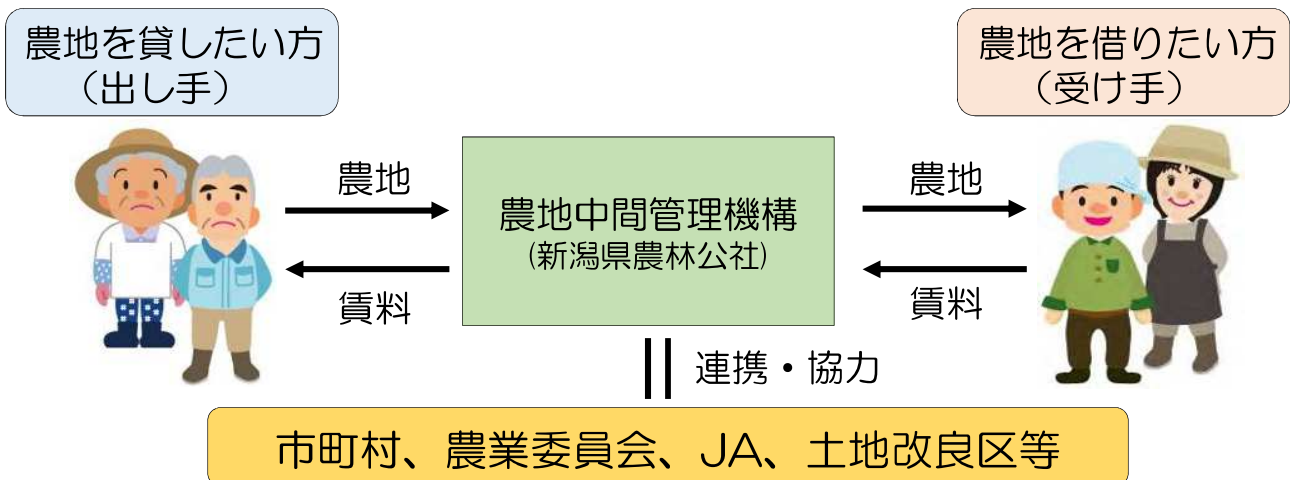 農地を貸したい方
（出し手）
農地を借りたい方
（受け手）
農地
賃料
農地中間管理機構
(新潟県農林公社)
農地
賃料
連携・協力
市町村、農業委員会、JA、土地改良区等